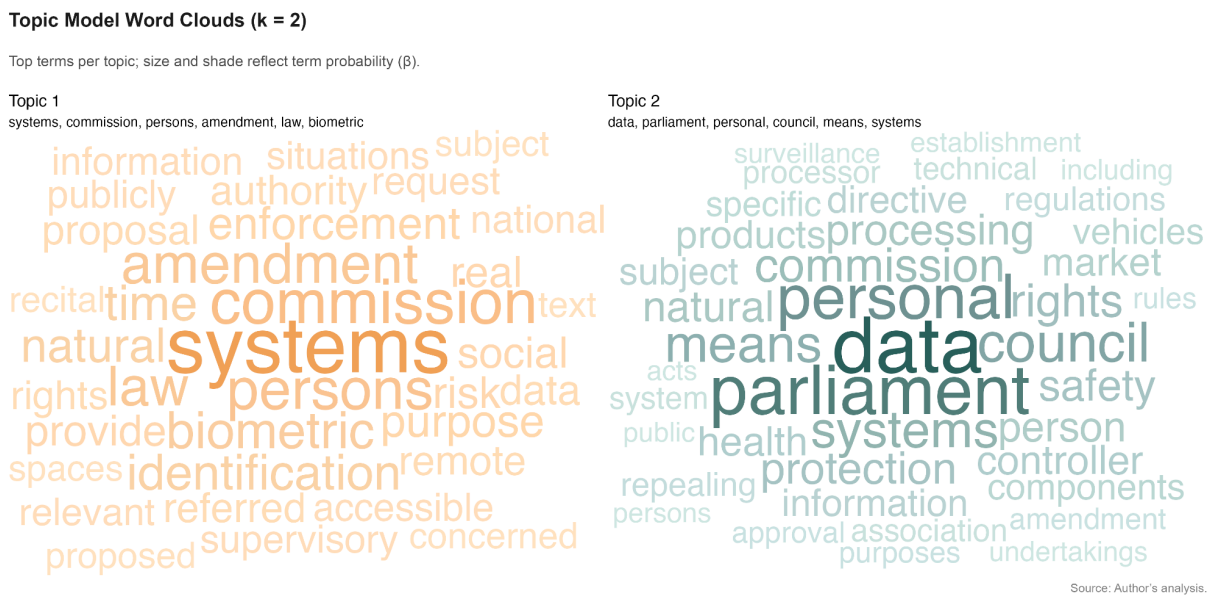 Topic Model Word Clouds (k = 2)
Top terms per topic; size and shade reflect term probability (β).
Topic 1
systems, commission, persons, amendment, law, biometric
information situations subject
publicly authority request
proposal enforcement national
amendment real
recital time commission text
natural systems social
rights law persons risk data
provide biometric purpose
spaces identification remote
relevant referred accessible
proposed supervisory concerned
Topic 2
data, parliament, personal, council, means, systems
surveillance establishment
processor technical including
specific directive regulations
products processing vehicles
subject commission market
natural personal rights rules
means data council
acts
system parliament safety
public health systems person
repealing protection controller
persons information components
approval association amendment
purposes undertakings
Source: Author's analysis.